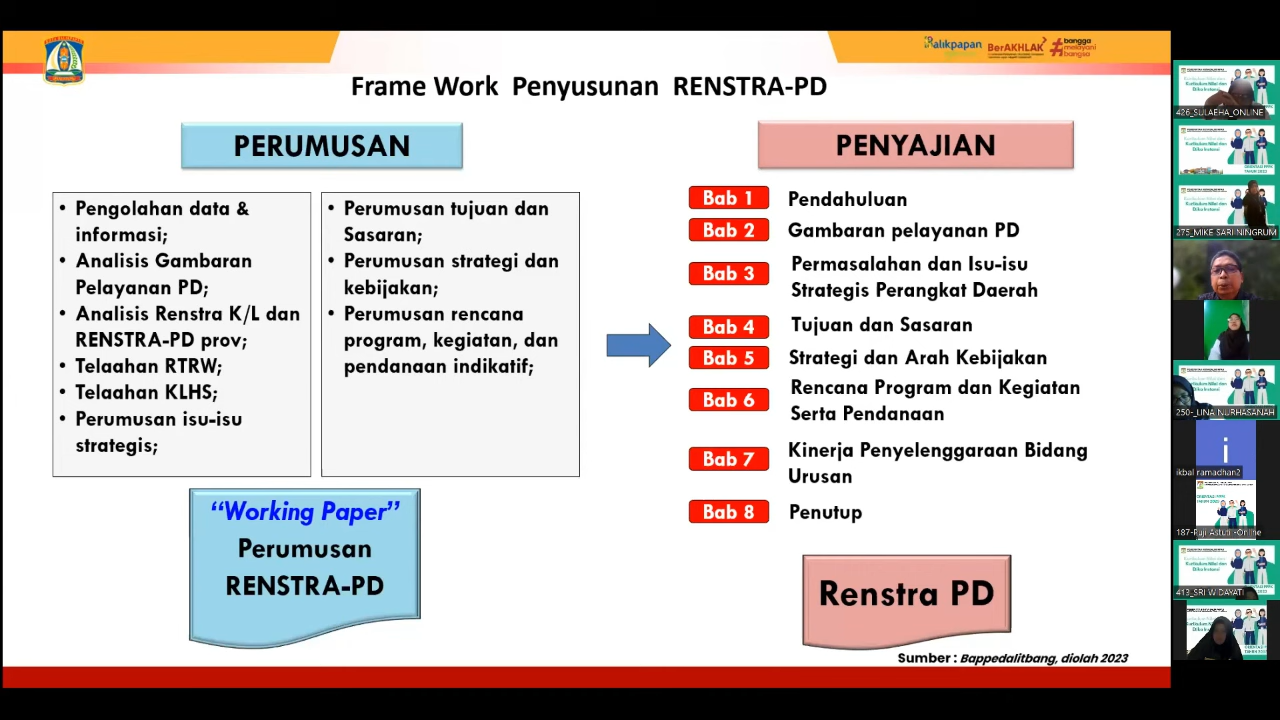 Balikpapan
BerAKHLAK
#bangga
melayani
bangsa
Frame Work Penyusunan RENSTRA-PD
PERUMUSAN
• Pengolahan data &
informasi;
• Analisis Gambaran
Pelayanan PD;
• Analisis Renstra K/L dan
RENSTRA-PD prov;
• Telaahan RTRW;
• Telaahan KLHS;
• Perumusan isu-isu
strategis;
• Perumusan tujuan dan
Sasaran;
• Perumusan strategi dan
kebijakan;
• Perumusan rencana
program, kegiatan, dan
pendanaan indikatif;
“Working Paper”
Perumusan
RENSTRA-PD
PENYAJIAN
Bab 1 Pendahuluan
Bab 2 Gambaran pelayanan PD
Bab 3 Permasalahan dan Isu-isu
Strategis Perangkat Daerah
Bab 4 Tujuan dan Sasaran
Bab 5 Strategi dan Arah Kebijakan
Bab 6 Rencana Program dan Kegiatan
Serta Pendanaan
Bab 7 Kinerja Penyelenggaraan Bidang
Urusan
Bab 8 Penutup
Renstra PD
Sumber : Bappedalitbang, diolah 2023
426_SULAEHA_ONLINE
275_MIKE SARI NINGRUM
250-_LINA NURHASANAH
i
ikbal ramadhan2
187-Puji Astuti -Online
413_SRI W DAYATI